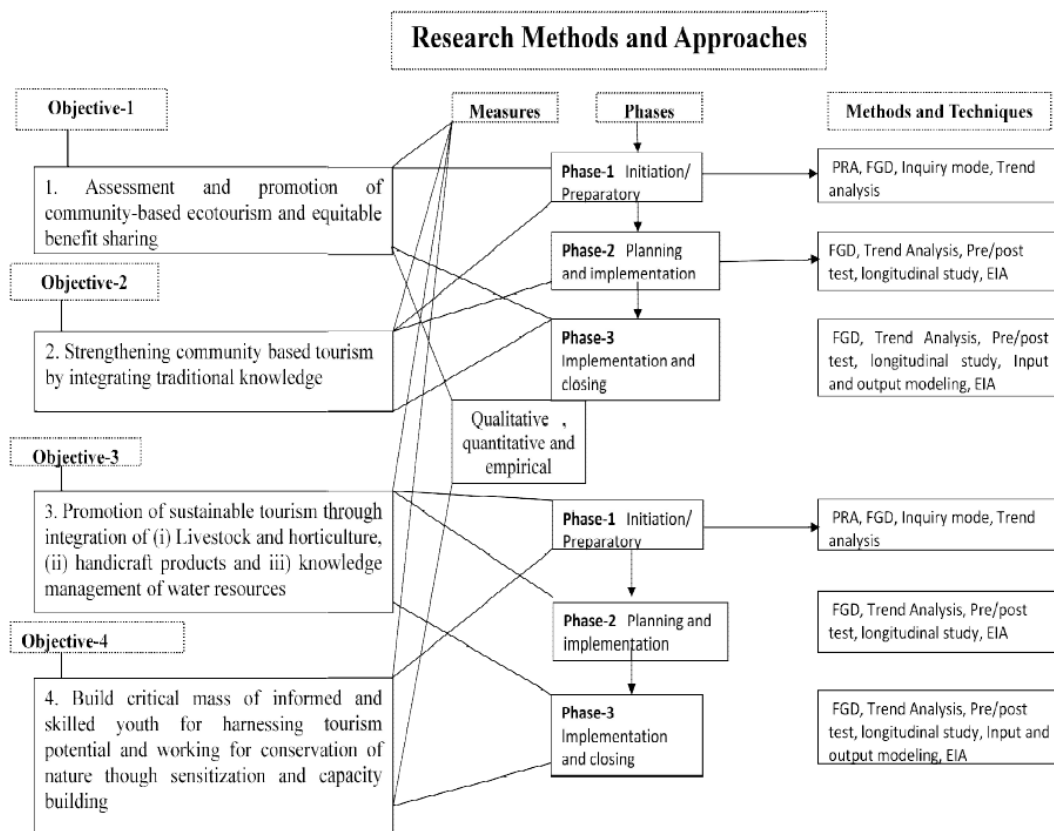 Research Methods and Approaches
Objective-1
Measures
Phases
Methods and Techniques
1. Assessment and promotion of
community-based ecotourism and equitable
benefit sharing
Phase-1 Initiation/
Preparatory
PRA, FGD, Inquiry mode, Trend
analysis
Objective-2
Phase-2 Planning
and implementation
FGD, Trend Analysis, Pre/post
test, longitudinal study, EIA
2. Strengthening community based tourism
by integrating traditional knowledge
Phase-3
Implementation and
closing
FGD, Trend Analysis, Pre/post
test, longitudinal study, Input
and output modeling, EIA
Qualitative ,
quantitative and
empirical
Objective-3
3. Promotion of sustainable tourism through
integration of (i) Livestock and horticulture,
(ii) handicraft products and iii) knowledge
management of water resources
Phase-1 Initiation/
Preparatory
PRA, FGD, Inquiry mode, Trend
analysis
Phase-2 Planning and
implementation
FGD, Trend Analysis, Pre/post
test, longitudinal study, EIA
Objective-4
4. Build critical mass of informed and
skilled youth for harnessing tourism
potential and working for conservation of
nature though sensitization and capacity
building
Phase-3
Implementation
and closing
FGD, Trend Analysis, Pre/post
test, longitudinal study, Input and
output modeling, EIA